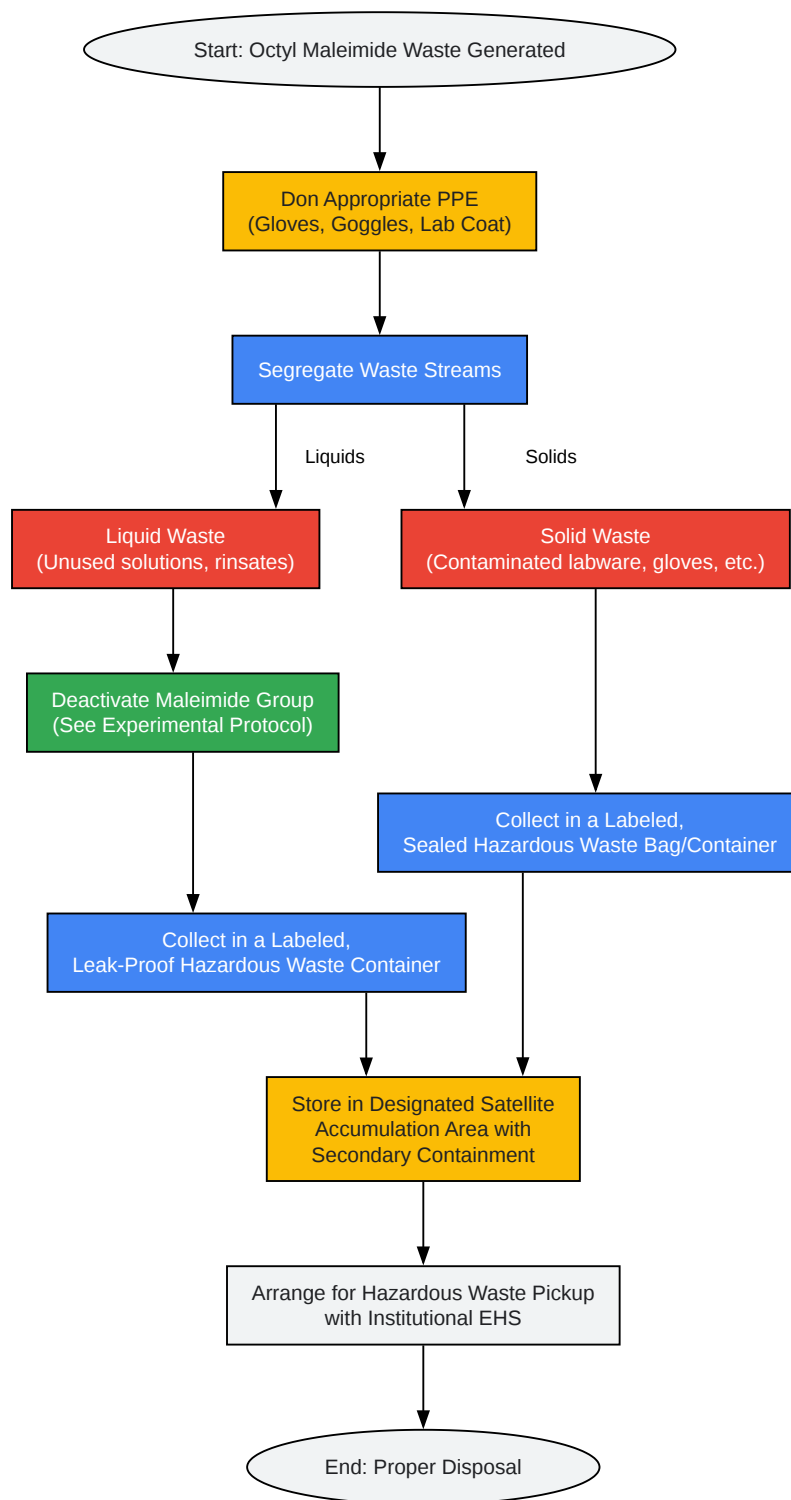 Start: Octyl Maleimide Waste Generated
Don Appropriate PPE
(Gloves, Goggles, Lab Coat)
Segregate Waste Streams
Liquids
Solids
Liquid Waste
(Unused solutions, rinsates)
Solid Waste
(Contaminated labware, gloves, etc.)
Deactivate Maleimide Group
(See Experimental Protocol)
Collect in a Labeled,
Sealed Hazardous Waste Bag/Container
Collect in a Labeled,
Leak-Proof Hazardous Waste Container
Store in Designated Satellite
Accumulation Area with
Secondary Containment
Arrange for Hazardous Waste Pickup
with Institutional EHS
End: Proper Disposal